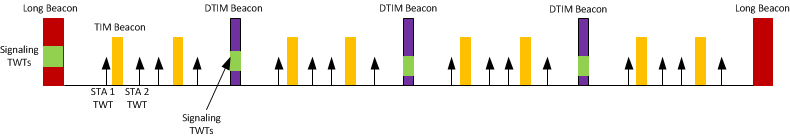 Long Beacon
DTIM Beacon
DTIM Beacon
DTIM Beacon
Long Beacon
TIM Beacon
Signaling
TWTs
STA 1
TWT
STA 2
TWT
Signaling
TWTs